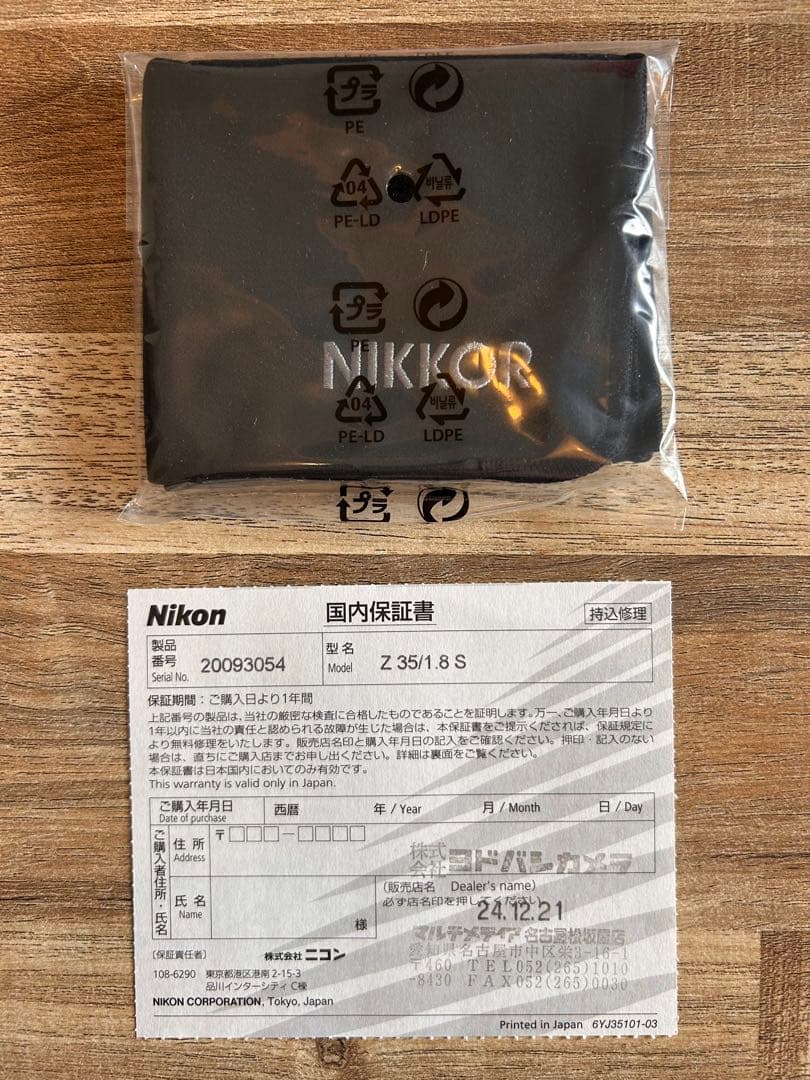 プラ
PE
04
PE-LD
비닐류
LDPE
プラ
PE
NIKKOR
04
PE-LD
비닐류
LDPE
プラ
Nikon 国内保証書 持込修理
製品番号 Serial No. 20093054 型名 Model Z 35/1.8 S
保証期間:ご購入日より1年間
上記番号の製品は、当社の厳密な検査に合格したものであることを証明します。万一、ご購入年月日より
1年以内に当社の責任と認められる故障が生じた場合は、本保証書をご提示くだされば、保証規定に
より無料修理をいたします。販売店名印と購入年月日の記入をご確認ください。押印・記入のない
場合は、直ちにご購入店までお申し出ください。詳細は裏面をご覧ください。
本保証書は日本国内においてのみ有効です。
This warranty is valid only in Japan.
ご購入年月日 Date of purchase 西暦 年 / Year 月 / Month 日 / Day
ご購入者住所・氏名
住所 Address 〒
株式会社 ヨドバシカメラ
(販売店名 Dealer's name)
必ず店名印を押してください。
氏名 Name 様
24.12.21
マルチメディア名古屋松坂屋店
愛知県名古屋市中区栄3-16-1
〒460 TEL052(265)1010
-8430 FAX052(265)0030
〔保証責任者〕 株式会社 ニコン
108-6290 東京都港区港南 2-15-3
品川インターシティ C棟
NIKON CORPORATION, Tokyo, Japan
Printed in Japan 6YJ35101-03